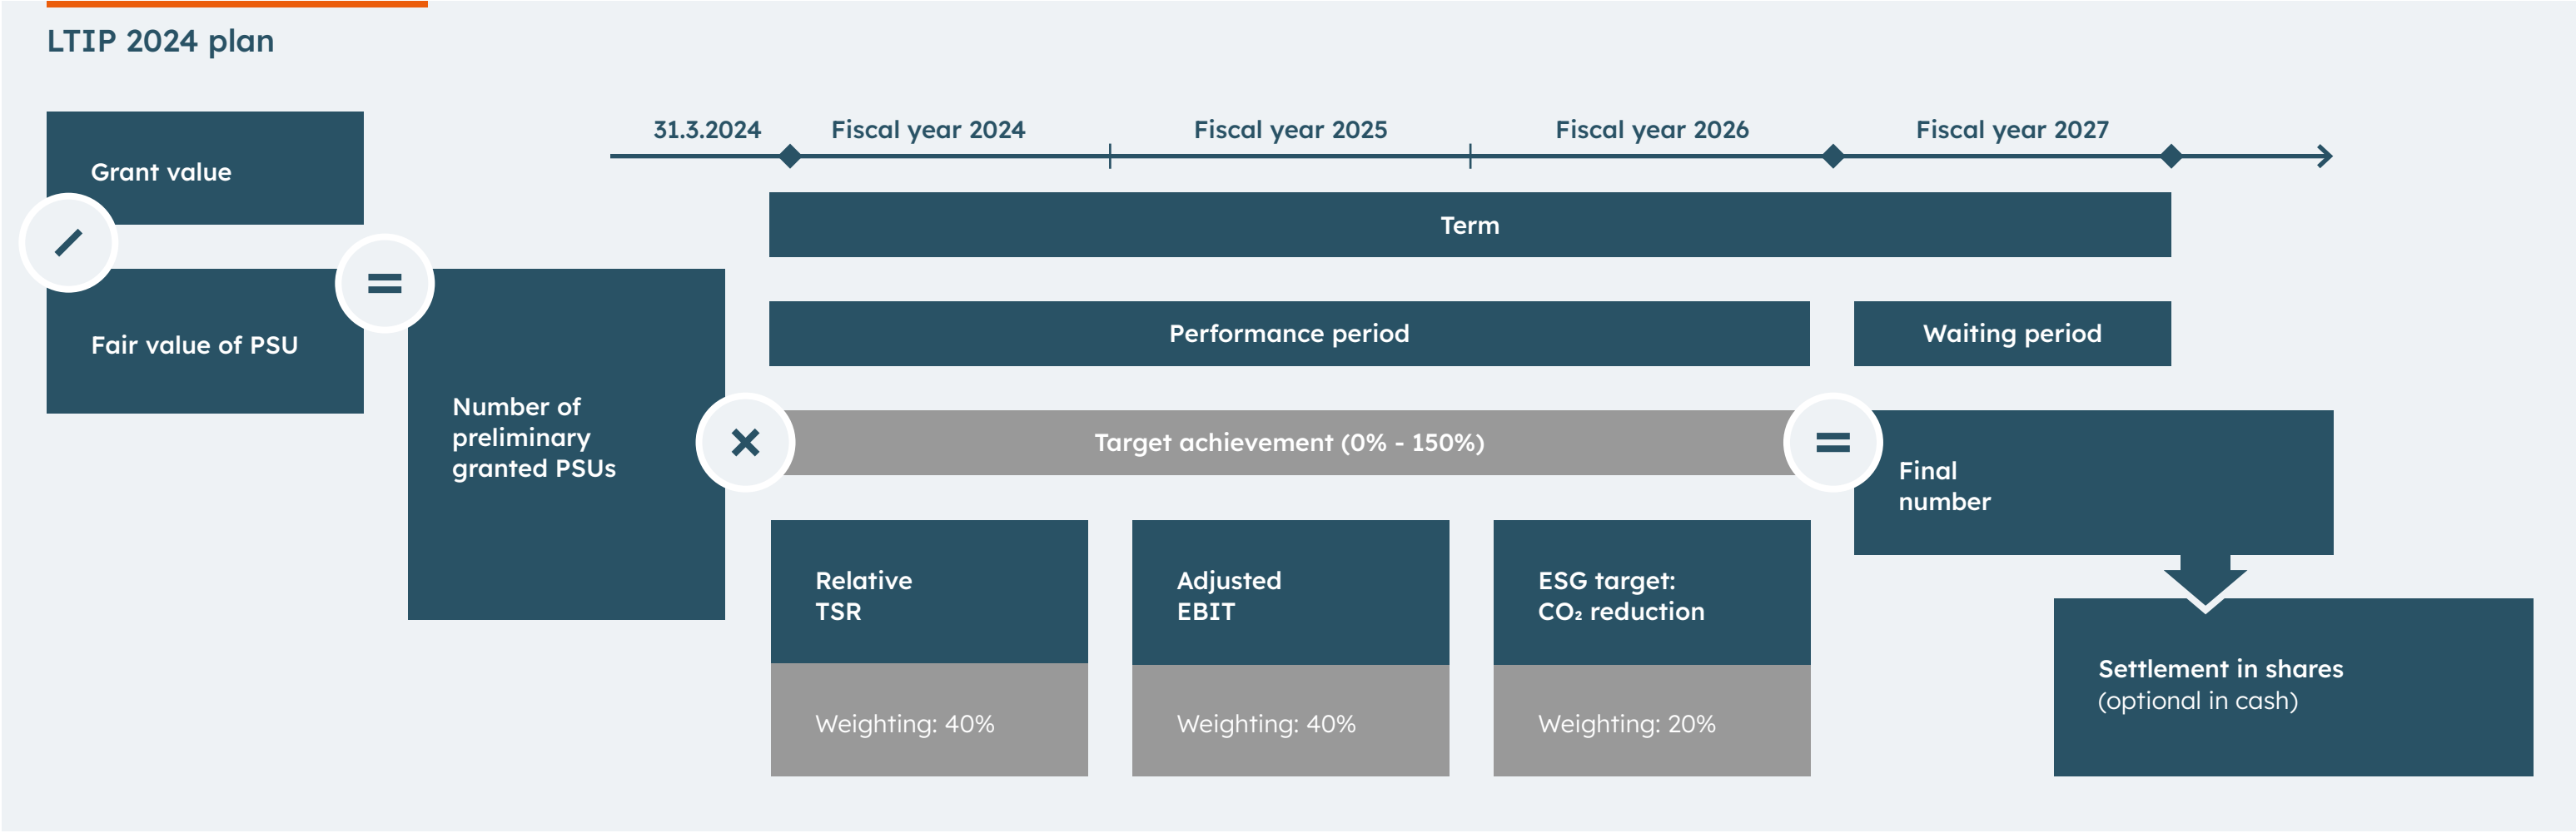 LTIP 2024 plan
31.3.2024 Fiscal year 2024 Fiscal year 2025 Fiscal year 2026 Fiscal year 2027
Grant value
/
Fair value of PSU
=
Number of
preliminary
granted PSUs
Term
Performance period
Waiting period
×
Target achievement (0% - 150%)
=
Final
number
Relative
TSR
Weighting: 40%
Adjusted
EBIT
Weighting: 40%
ESG target:
CO₂ reduction
Weighting: 20%
Settlement in shares
(optional in cash)